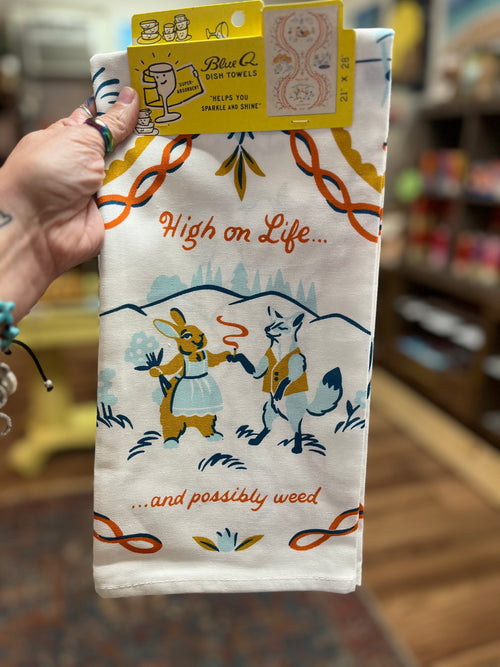 SUPER-
ABSORBENT
Blue Q
DISH TOWELS
"HELPS YOU
SPARKLE AND SHINE"
21" X 28"
High on Life...
...and possibly weed